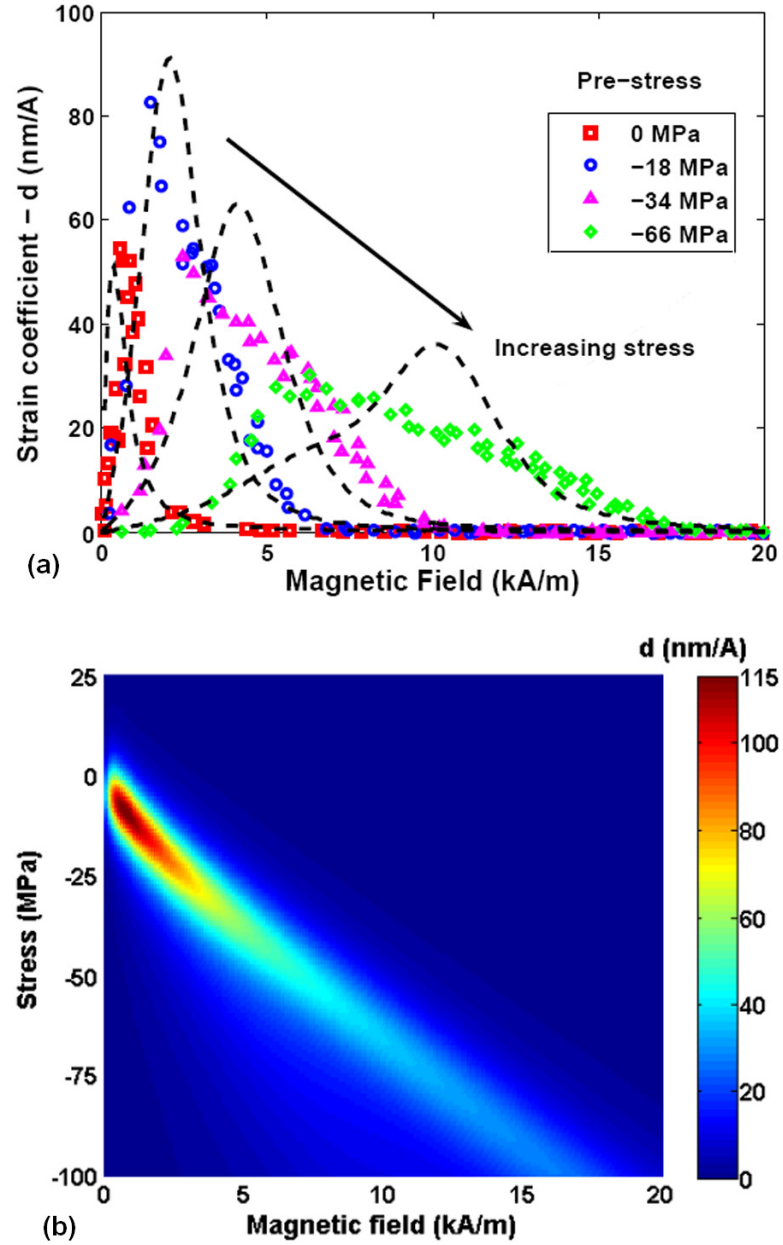 100
80
60
40
20
0
Strain coefficient − d (nm/A)
Pre−stress
0 MPa
−18 MPa
−34 MPa
−66 MPa
Increasing stress
0 5 10 15 20
(a)
Magnetic Field (kA/m)
d (nm/A)
25
0
-25
-50
-75
-100
Stress (MPa)
115
100
80
60
40
20
0
0 5 10 15 20
(b)
Magnetic field (kA/m)